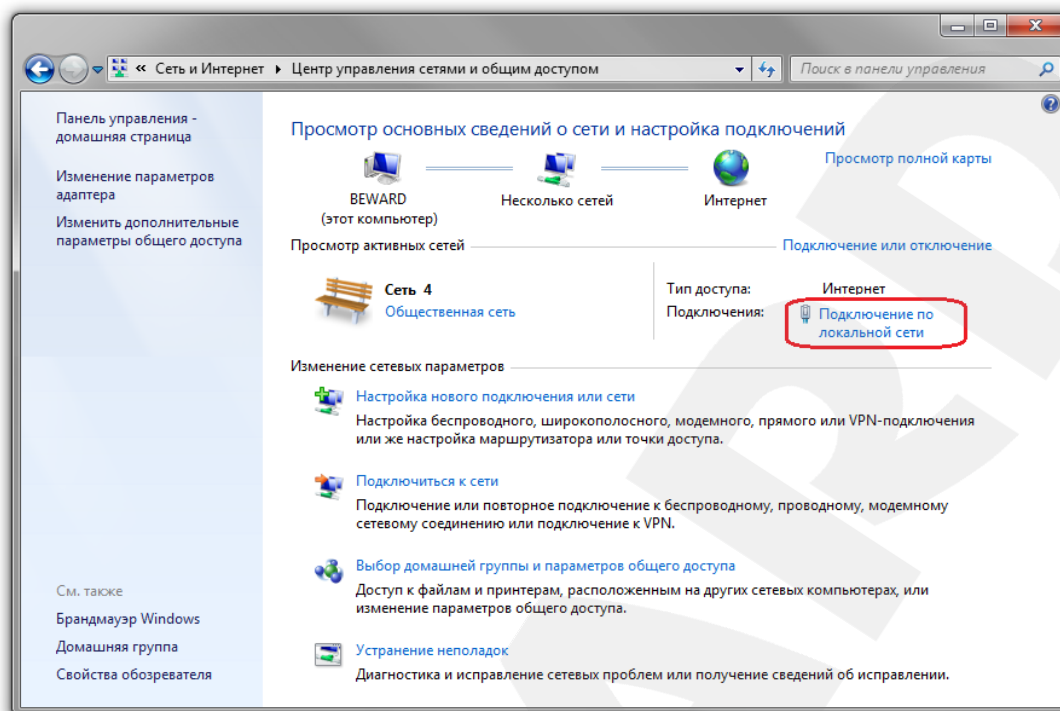 « Сеть и Интернет ▸ Центр управления сетями и общим доступом
Поиск в панели управления
Панель управления -
домашняя страница
Изменение параметров
адаптера
Изменить дополнительные
параметры общего доступа
См. также
Брандмауэр Windows
Домашняя группа
Свойства обозревателя
Просмотр основных сведений о сети и настройка подключений
Просмотр полной карты
BEWARD
(этот компьютер)
Несколько сетей
Интернет
Просмотр активных сетей
Подключение или отключение
Сеть 4
Общественная сеть
Тип доступа: Интернет
Подключения: Подключение по
локальной сети
Изменение сетевых параметров
Настройка нового подключения или сети
Настройка беспроводного, широкополосного, модемного, прямого или VPN-подключения
или же настройка маршрутизатора или точки доступа.
Подключиться к сети
Подключение или повторное подключение к беспроводному, проводному, модемному
сетевому соединению или подключение к VPN.
Выбор домашней группы и параметров общего доступа
Доступ к файлам и принтерам, расположенным на других сетевых компьютерах, или
изменение параметров общего доступа.
Устранение неполадок
Диагностика и исправление сетевых проблем или получение сведений об исправлении.